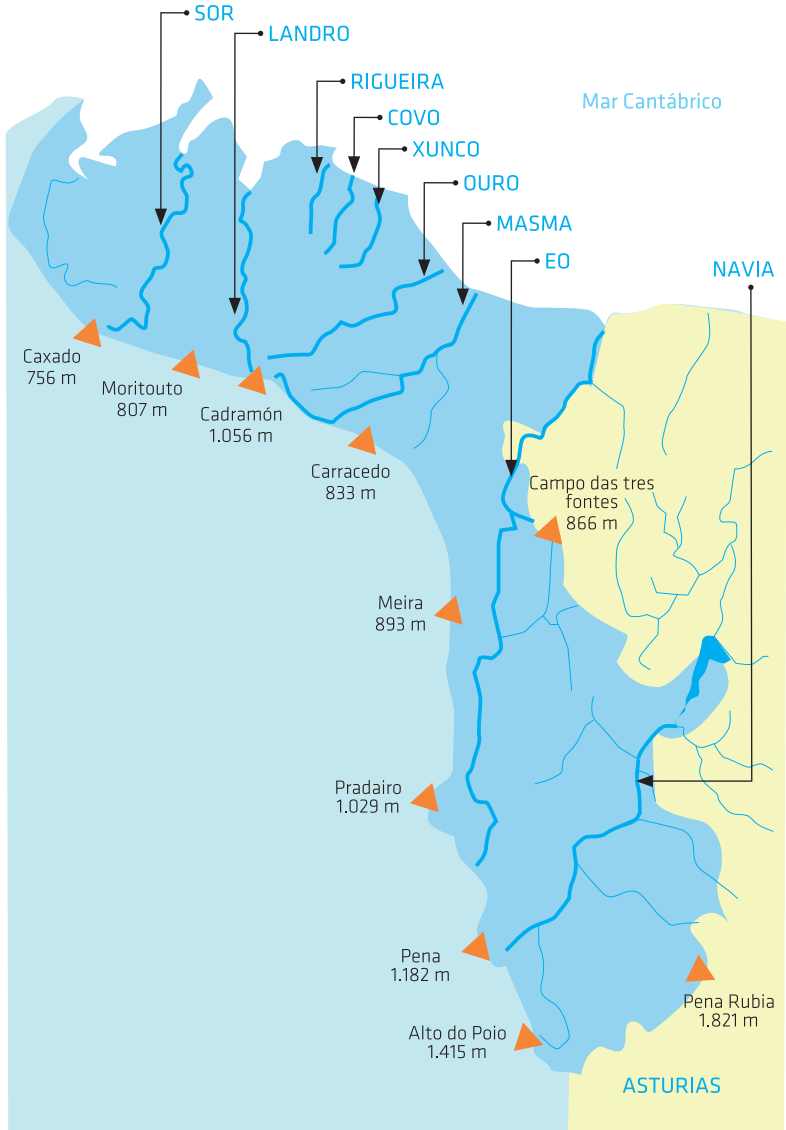 SOR
LANDRO
RIGUEIRA
Mar Cantábrico
COVO
XUNCO
OURO
MASMA
EO
NAVIA
Caxado
756 m
Moritouto
807 m
Cadramón
1.056 m
Carracedo
833 m
Campo das tres
fontes
866 m
Meira
893 m
Pradairo
1.029 m
Pena
1.182 m
Pena Rubia
1.821 m
Alto do Poio
1.415 m
ASTURIAS